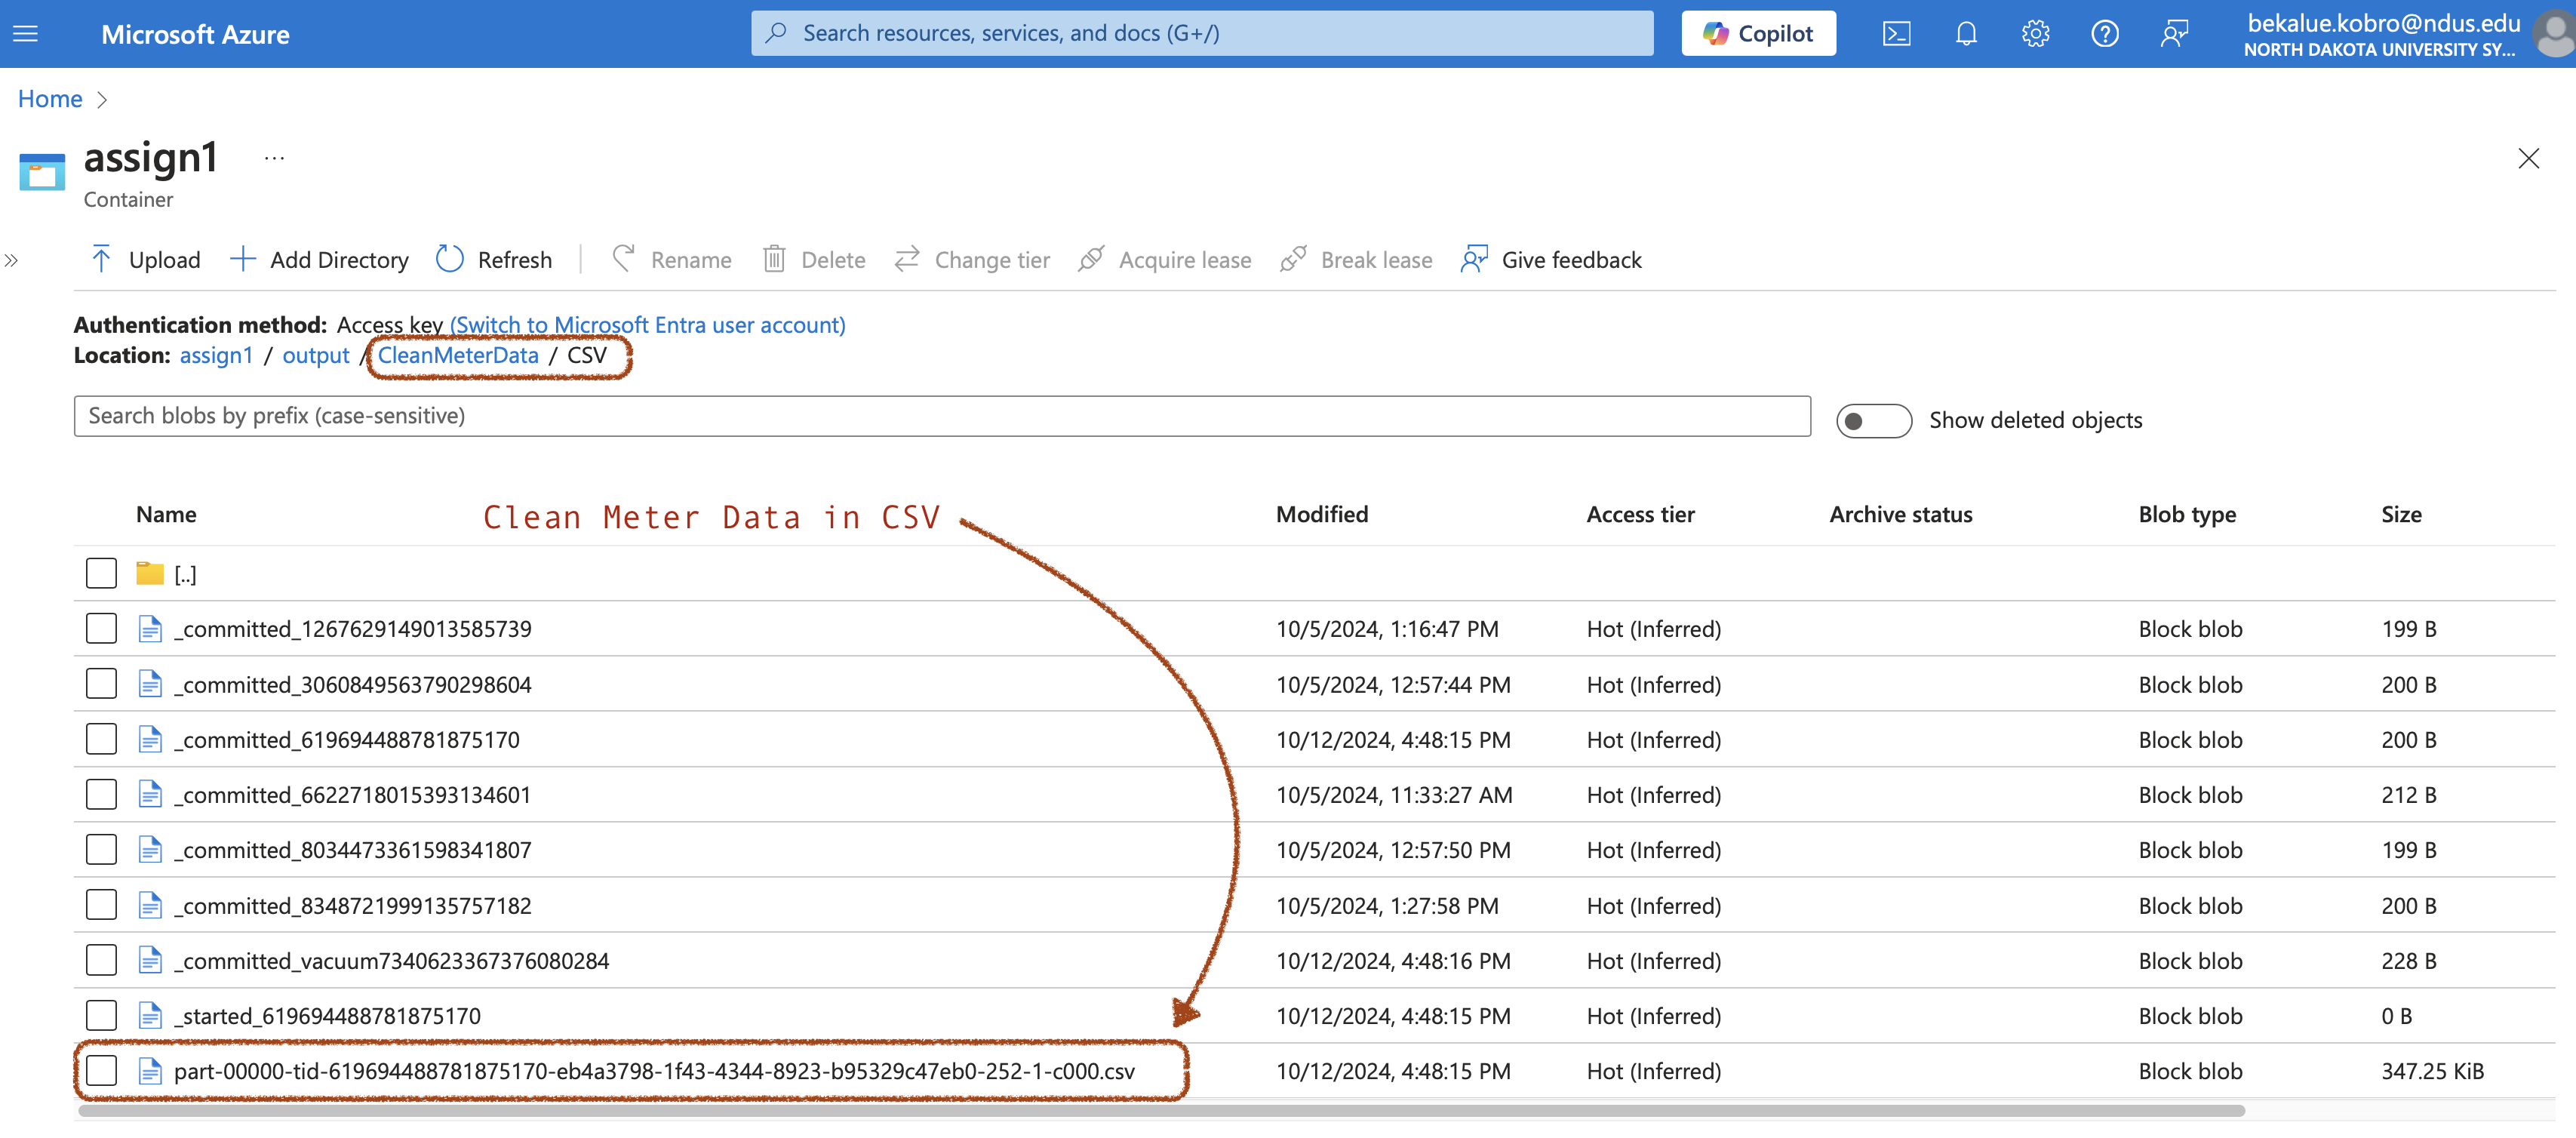 Microsoft Azure
Search resources, services, and docs (G+/)
Copilot
bekalue.kobro@ndus.edu
NORTH DAKOTA UNIVERSITY SY...
Home
assign1 ...
Container
Upload Add Directory Refresh Rename Delete Change tier Acquire lease Break lease Give feedback
Authentication method: Access key (Switch to Microsoft Entra user account)
Location: assign1 / output / CleanMeterData / CSV
Search blobs by prefix (case-sensitive)
Show deleted objects
Name Clean Meter Data in CSV Modified Access tier Archive status Blob type Size
[..]
_committed_1267629149013585739 10/5/2024, 1:16:47 PM Hot (Inferred) Block blob 199 B
_committed_3060849563790298604 10/5/2024, 12:57:44 PM Hot (Inferred) Block blob 200 B
_committed_619694488781875170 10/12/2024, 4:48:15 PM Hot (Inferred) Block blob 200 B
_committed_6622718015393134601 10/5/2024, 11:33:27 AM Hot (Inferred) Block blob 212 B
_committed_8034473361598341807 10/5/2024, 12:57:50 PM Hot (Inferred) Block blob 199 B
_committed_8348721999135757182 10/5/2024, 1:27:58 PM Hot (Inferred) Block blob 200 B
_committed_vacuum7340623367376080284 10/12/2024, 4:48:16 PM Hot (Inferred) Block blob 228 B
_started_619694488781875170 10/12/2024, 4:48:15 PM Hot (Inferred) Block blob 0 B
part-00000-tid-619694488781875170-eb4a3798-1f43-4344-8923-b95329c47eb0-252-1-c000.csv 10/12/2024, 4:48:15 PM Hot (Inferred) Block blob 347.25 KiB